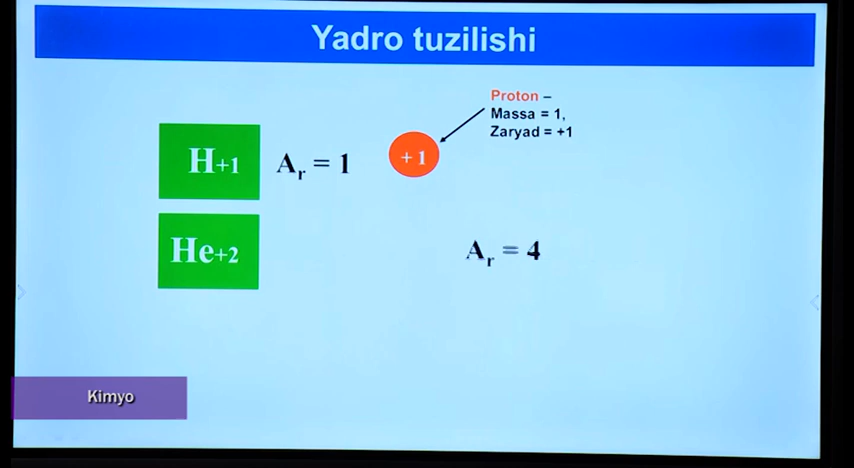 Yadro tuzilishi
Proton –
Massa = 1,
Zaryad = +1
H+1
Ar = 1
+ 1
He+2
Ar = 4
Kimyo